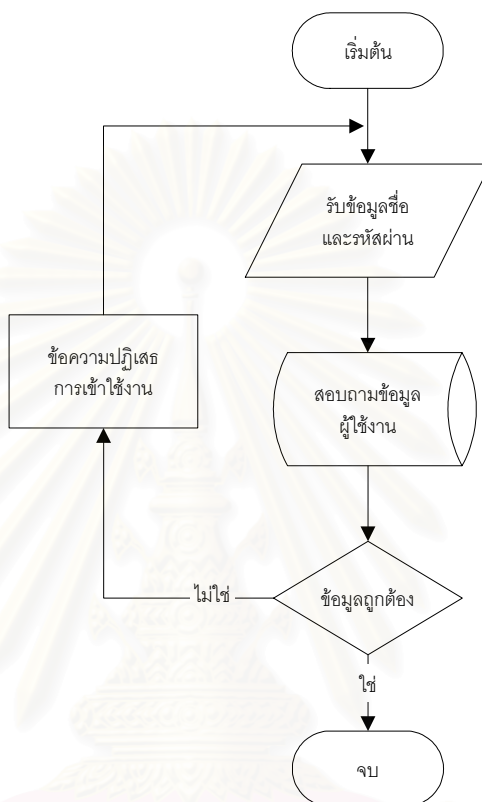 เริ่มต้น
รับข้อมูลชื่อ
และรหัสผ่าน
ข้อความปฏิเสธ
การเข้าใช้งาน
สอบถามข้อมูล
ผู้ใช้งาน
ไม่ใช่
ข้อมูลถูกต้อง
ใช่
จบ